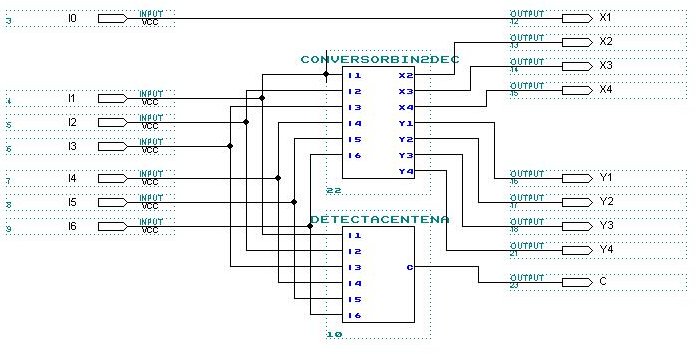 3 I0 INPUT VCC OUTPUT 12 X1
OUTPUT 13 X2
CONVERSORBIN2DEC
OUTPUT 14 X3
OUTPUT 15 X4
I1 X2
I2 X3
I3 X4
I4 Y1
I5 Y2
I6 Y3
Y4
22
4 I1 INPUT VCC
5 I2 INPUT VCC
6 I3 INPUT VCC
7 I4 INPUT VCC OUTPUT 16 Y1
8 I5 INPUT VCC OUTPUT 17 Y2
9 I6 INPUT VCC OUTPUT 18 Y3
OUTPUT 21 Y4
DETECTACENTENA
I1
I2
I3 C
I4
I5
I6
10
OUTPUT 23 C